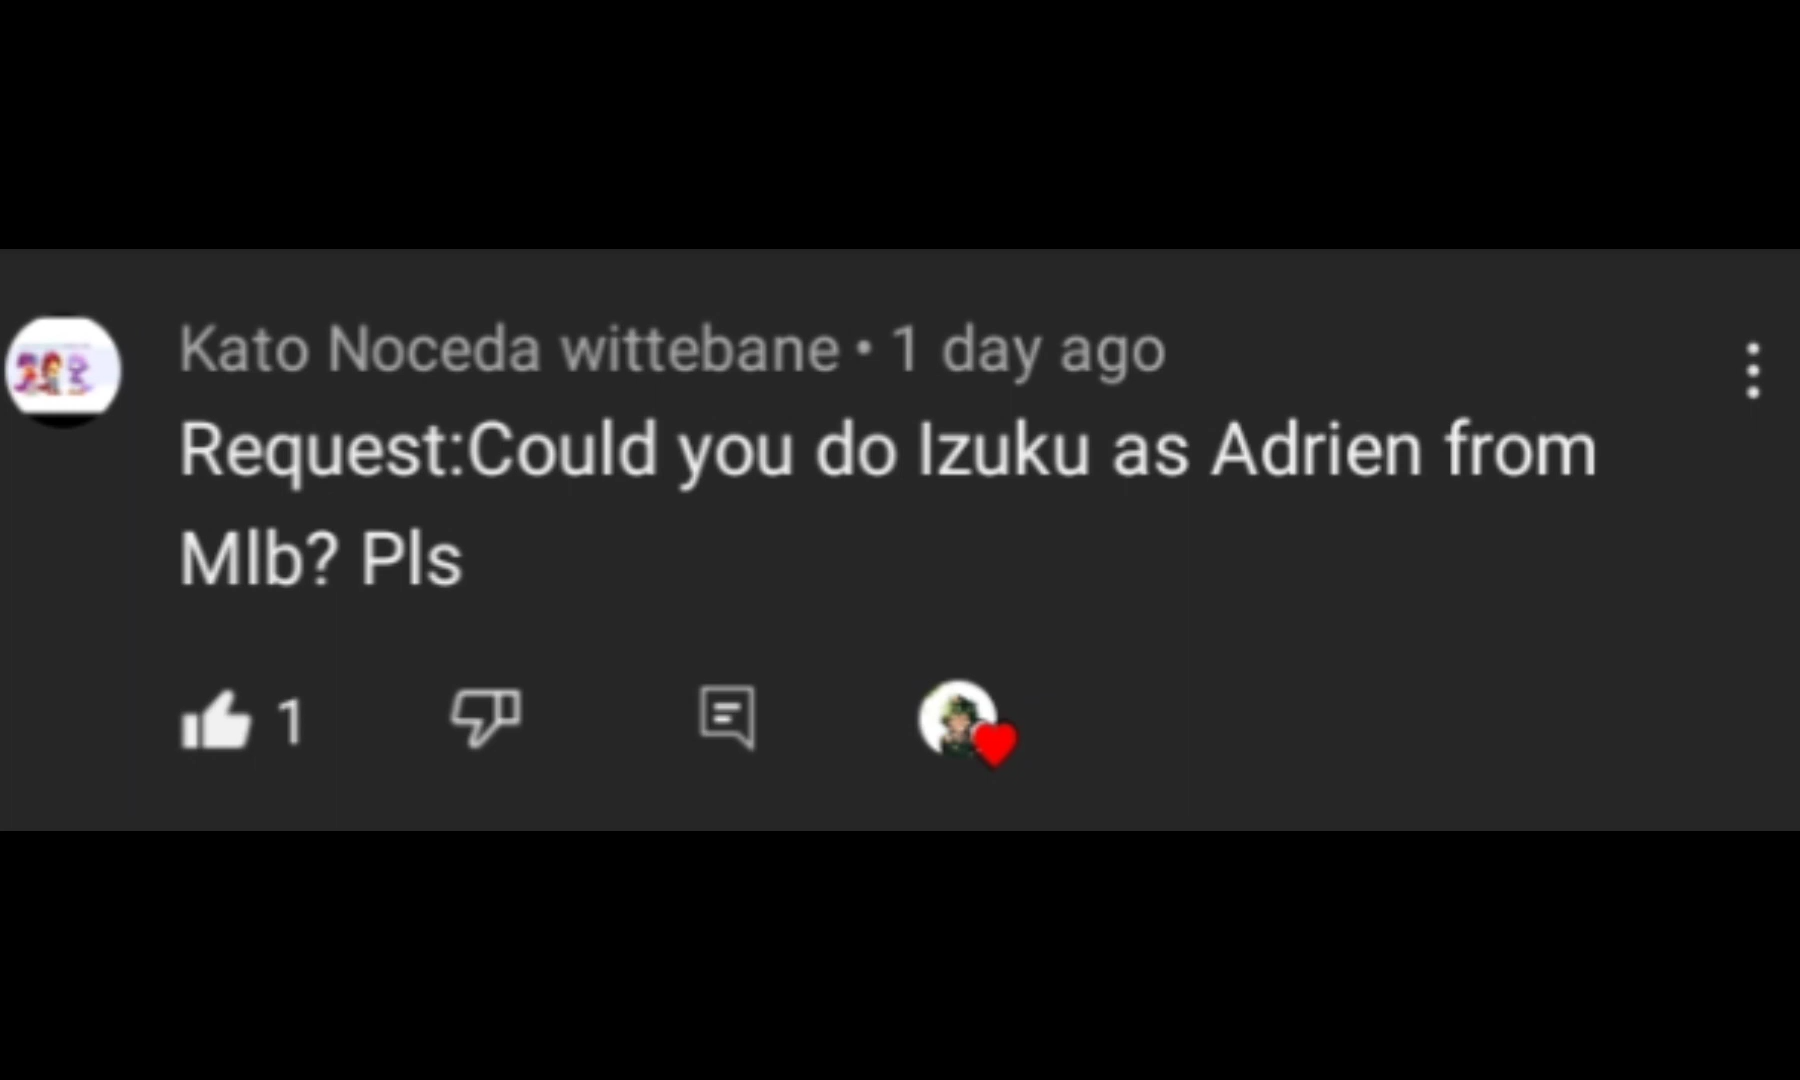 Kato Noceda wittebane • 1 day ago
Request:Could you do Izuku as Adrien from
Mlb? Pls
1